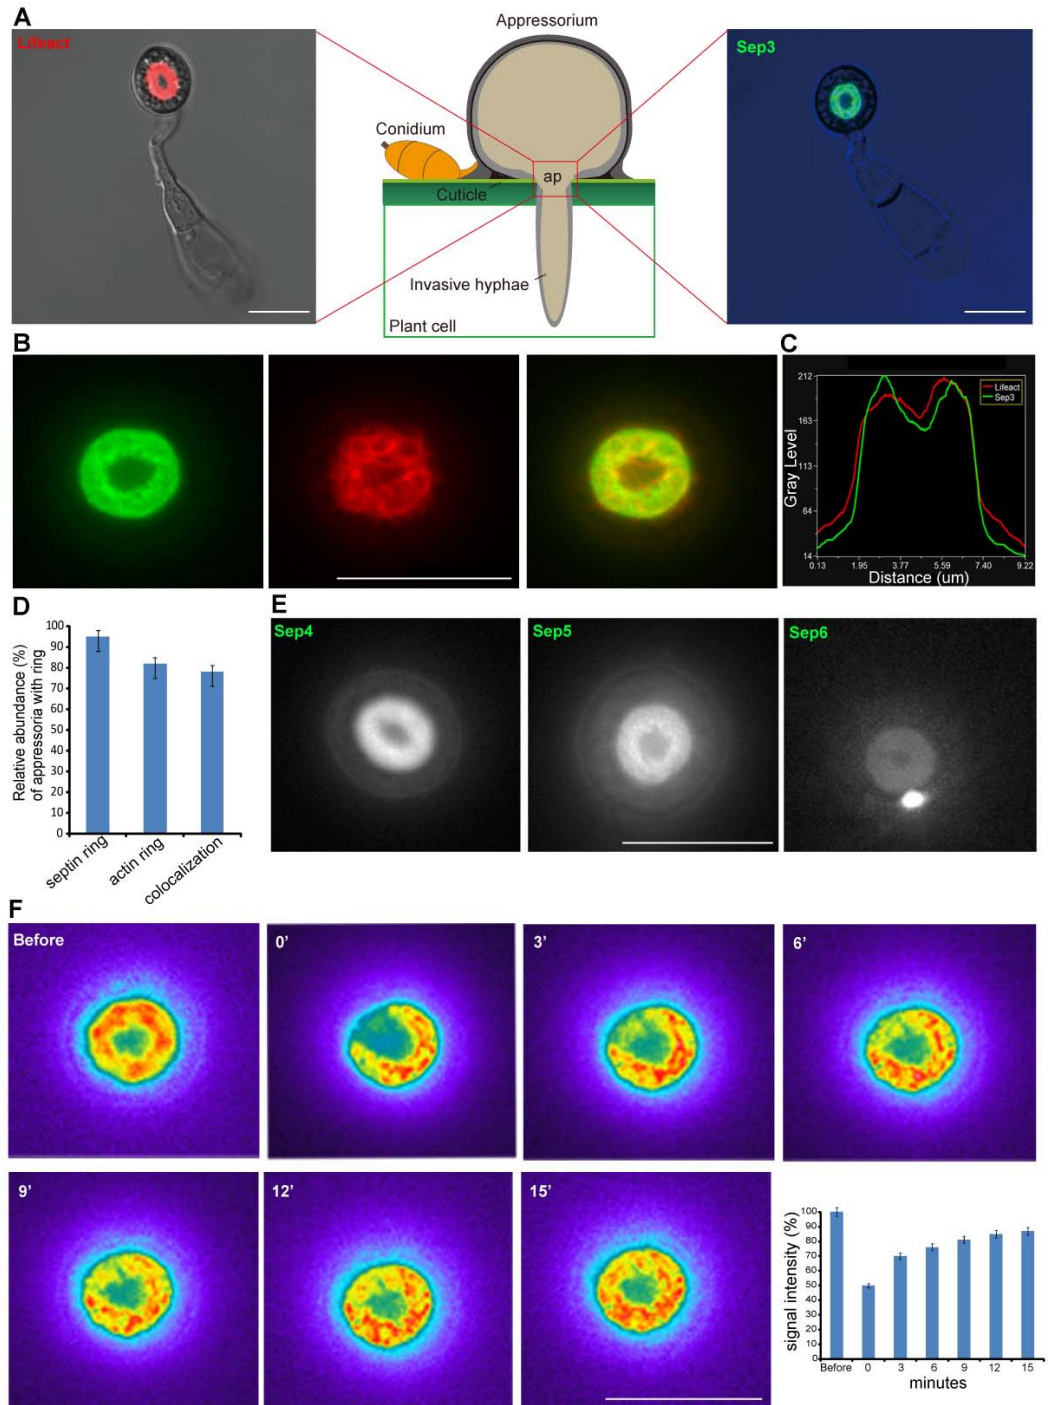 A
Lifeact
Appressorium
Conidium
ap
Cuticle
Invasive hyphae
Plant cell
Sep3
B
C
212
163
113
64
14
Gray Level
Lifeact
Sep3
0.13 1.95 3.77 5.59 7.40 9.22
Distance (um)
D
Relative abundance (%)
of appressoria with ring
100
90
80
70
60
50
40
30
20
10
0
septin ring
actin ring
colocalization
E
Sep4
Sep5
Sep6
F
Before
0’
3’
6’
9’
12’
15’
signal intensity (%)
100
90
80
70
60
50
40
30
20
10
0
Before 0 3 6 9 12 15
minutes